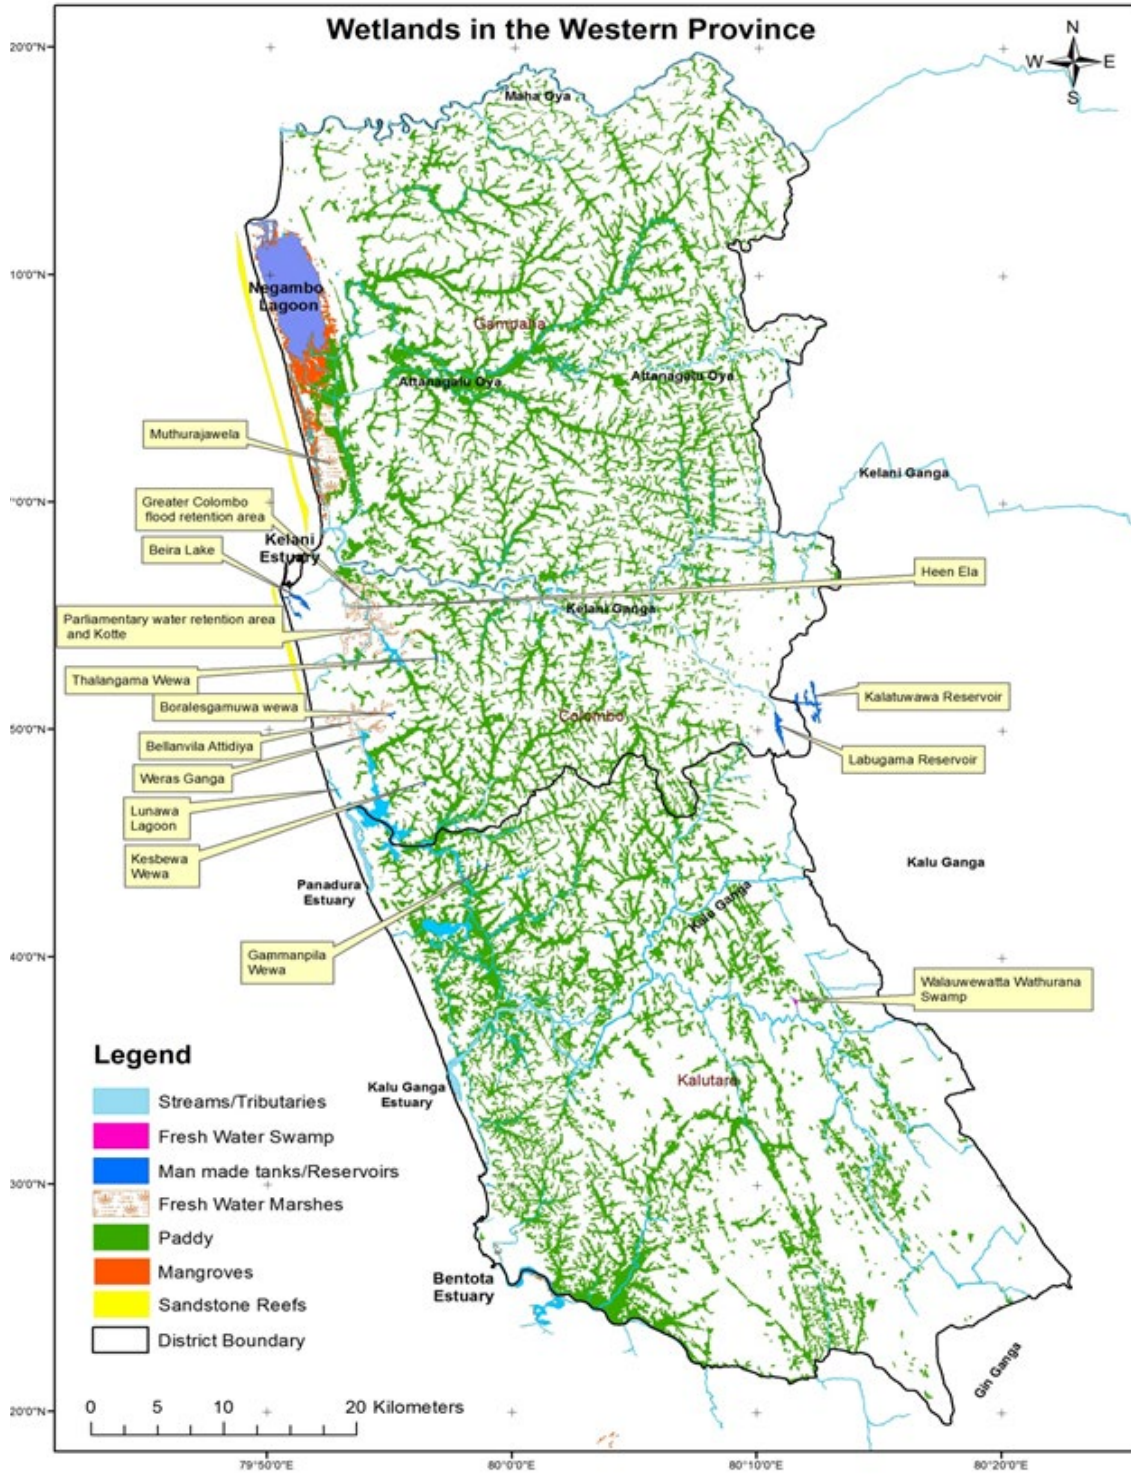 Wetlands in the Western Province
N
W E
S
20'0"N
Maha Oya
10'0"N
Negambo
Lagoon
Gampaha
Attanagalu Oya
Attanagalu Oya
Muthurajawela
Kelani Ganga
Greater Colombo
flood retention area
'0'0"N
Kelani
Estuary
Beira Lake
Heen Ela
Kelani Ganga
Parliamentary water retention area
and Kotte
Thalangama Wewa
Kalatuwawa Reservoir
Boralesgamuwa wewa
Colombo
50'0"N
Bellanvila Attidiya
Labugama Reservoir
Weras Ganga
Lunawa
Lagoon
Kesbewa
Wewa
Kalu Ganga
Panadura
Estuary
Kalu Ganga
Gammanpila
Wewa
40'0"N
Walauwewatta Wathurana
Swamp
Kalutara
Kalu Ganga
Estuary
Legend
Streams/Tributaries
Fresh Water Swamp
Man made tanks/Reservoirs
30'0"N
Fresh Water Marshes
Paddy
Mangroves
Sandstone Reefs
District Boundary
Bentota
Estuary
Gin Ganga
0 5 10 20 Kilometers
20'0"N
79°50'0"E 80°0'0"E 80°10'0"E 80°20'0"E